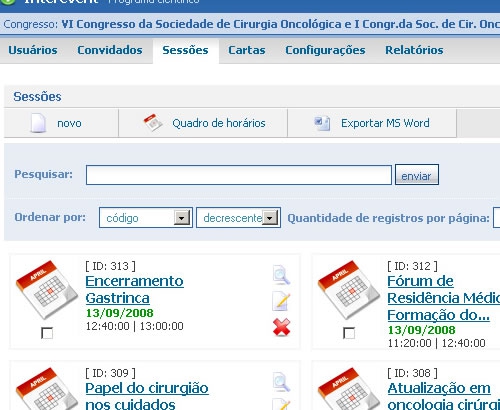 Interevent Programa científico
Congresso: VI Congresso da Sociedade de Cirurgia Oncológica e I Congr.da Soc. de Cir. Onc
Usuários Convidados Sessões Cartas Configurações Relatórios
Sessões
novo Quadro de horários Exportar MS Word
Pesquisar: enviar
Ordenar por: código decrescente Quantidade de registros por página:
[ ID: 313 ]
Encerramento
Gastrinca
13/09/2008
12:40:00 | 13:00:00
[ ID: 312 ]
Fórum de
Residência Médic
Formação do...
13/09/2008
11:20:00 | 12:40:00
[ ID: 309 ]
Papel do cirurgião
nos cuidados
[ ID: 308 ]
Atualização em
oncologia cirúrgi
APRIL
APRIL
APRIL
APRIL